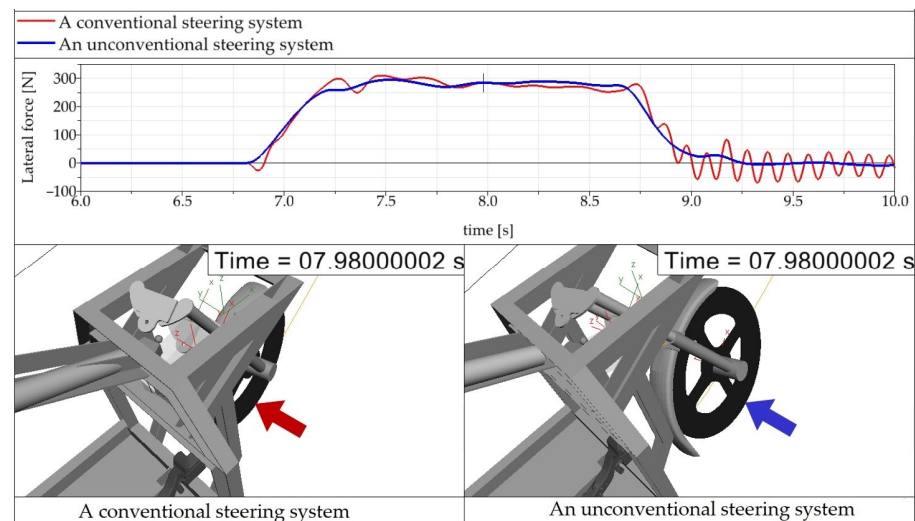 A conventional steering system
An unconventional steering system
Lateral force [N]
300
200
100
0
-100
6.0 6.5 7.0 7.5 8.0 8.5 9.0 9.5 10.0
time [s]
Time = 07.98000002 s
Time = 07.98000002 s
z y x
x
z
y x
x
A conventional steering system
An unconventional steering system